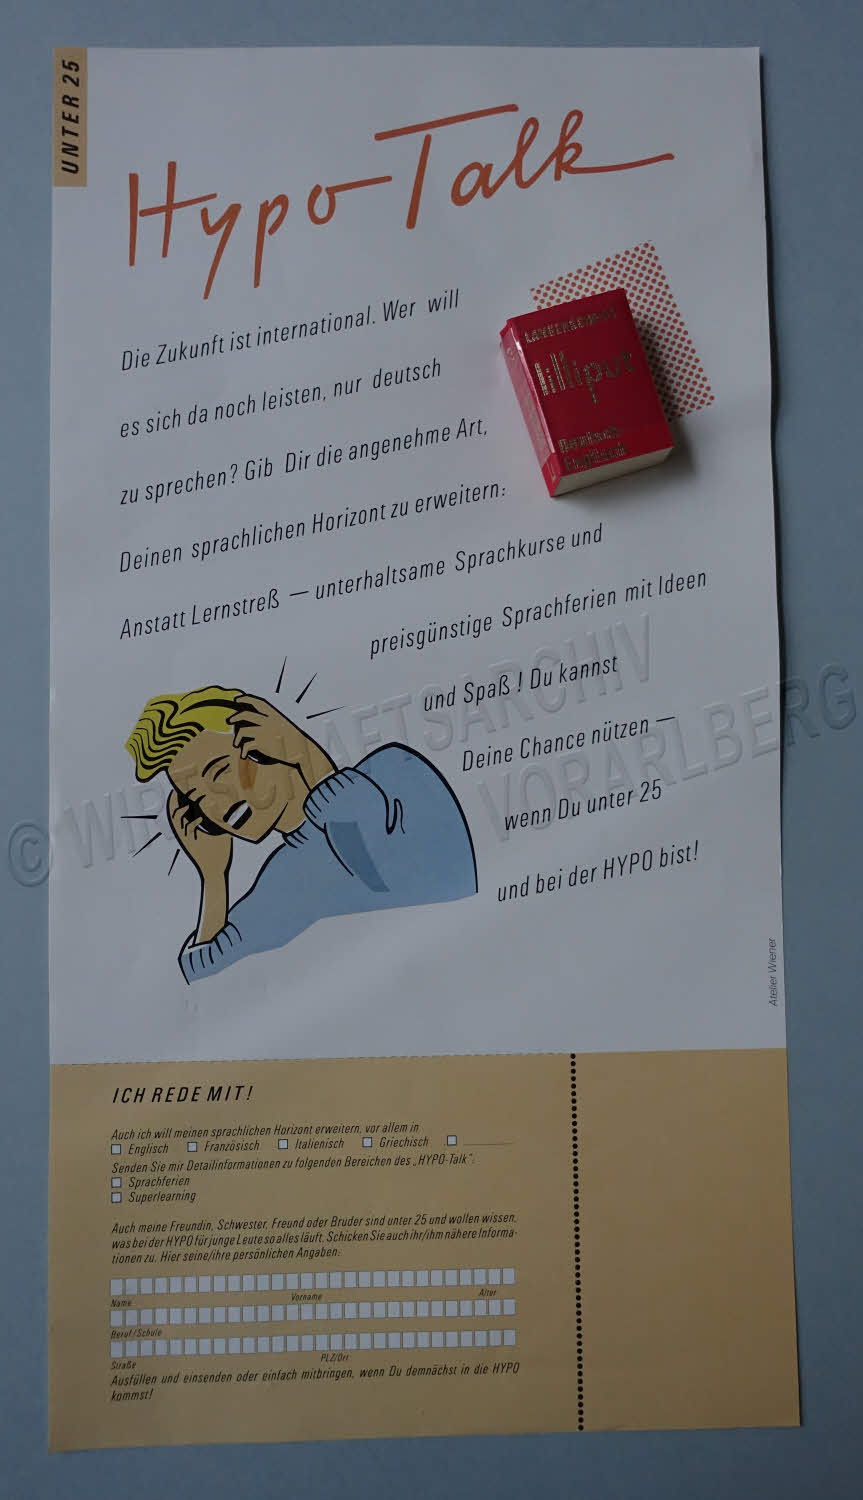 UNTER 25
Hypo-Talk
Die Zukunft ist international. Wer will
es sich da noch leisten, nur deutsch
zu sprechen? Gib Dir die angenehme Art,
Deinen sprachlichen Horizont zu erweitern:
Anstatt Lernstreß — unterhaltsame Sprachkurse und
preisgünstige Sprachferien mit Ideen
und Spaß! Du kannst
Deine Chance nützen —
wenn Du unter 25
und bei der HYPO bist!
LANGENSCHEIDT
lilliput
Deutsch-
Englisch
© WIRTSCHAFTSARCHIV
VORARLBERG
Atelier Wiener
ICH REDE MIT!
Auch ich will meinen sprachlichen Horizont erweitern, vor allem in
Englisch Französisch Italienisch Griechisch
Senden Sie mir Detailinformationen zu folgenden Bereichen des „HYPO-Talk":
Sprachferien
Superlearning
Auch meine Freundin, Schwester, Freund oder Bruder sind unter 25 und wollen wissen,
was bei der HYPO für junge Leute so alles läuft. Schicken Sie auch ihr/ihm nähere Informa-
tionen zu. Hier seine/ihre persönlichen Angaben:
Name Vorname Alter
Beruf/Schule
Straße PLZ/Ort
Ausfüllen und einsenden oder einfach mitbringen, wenn Du demnächst in die HYPO
kommst!